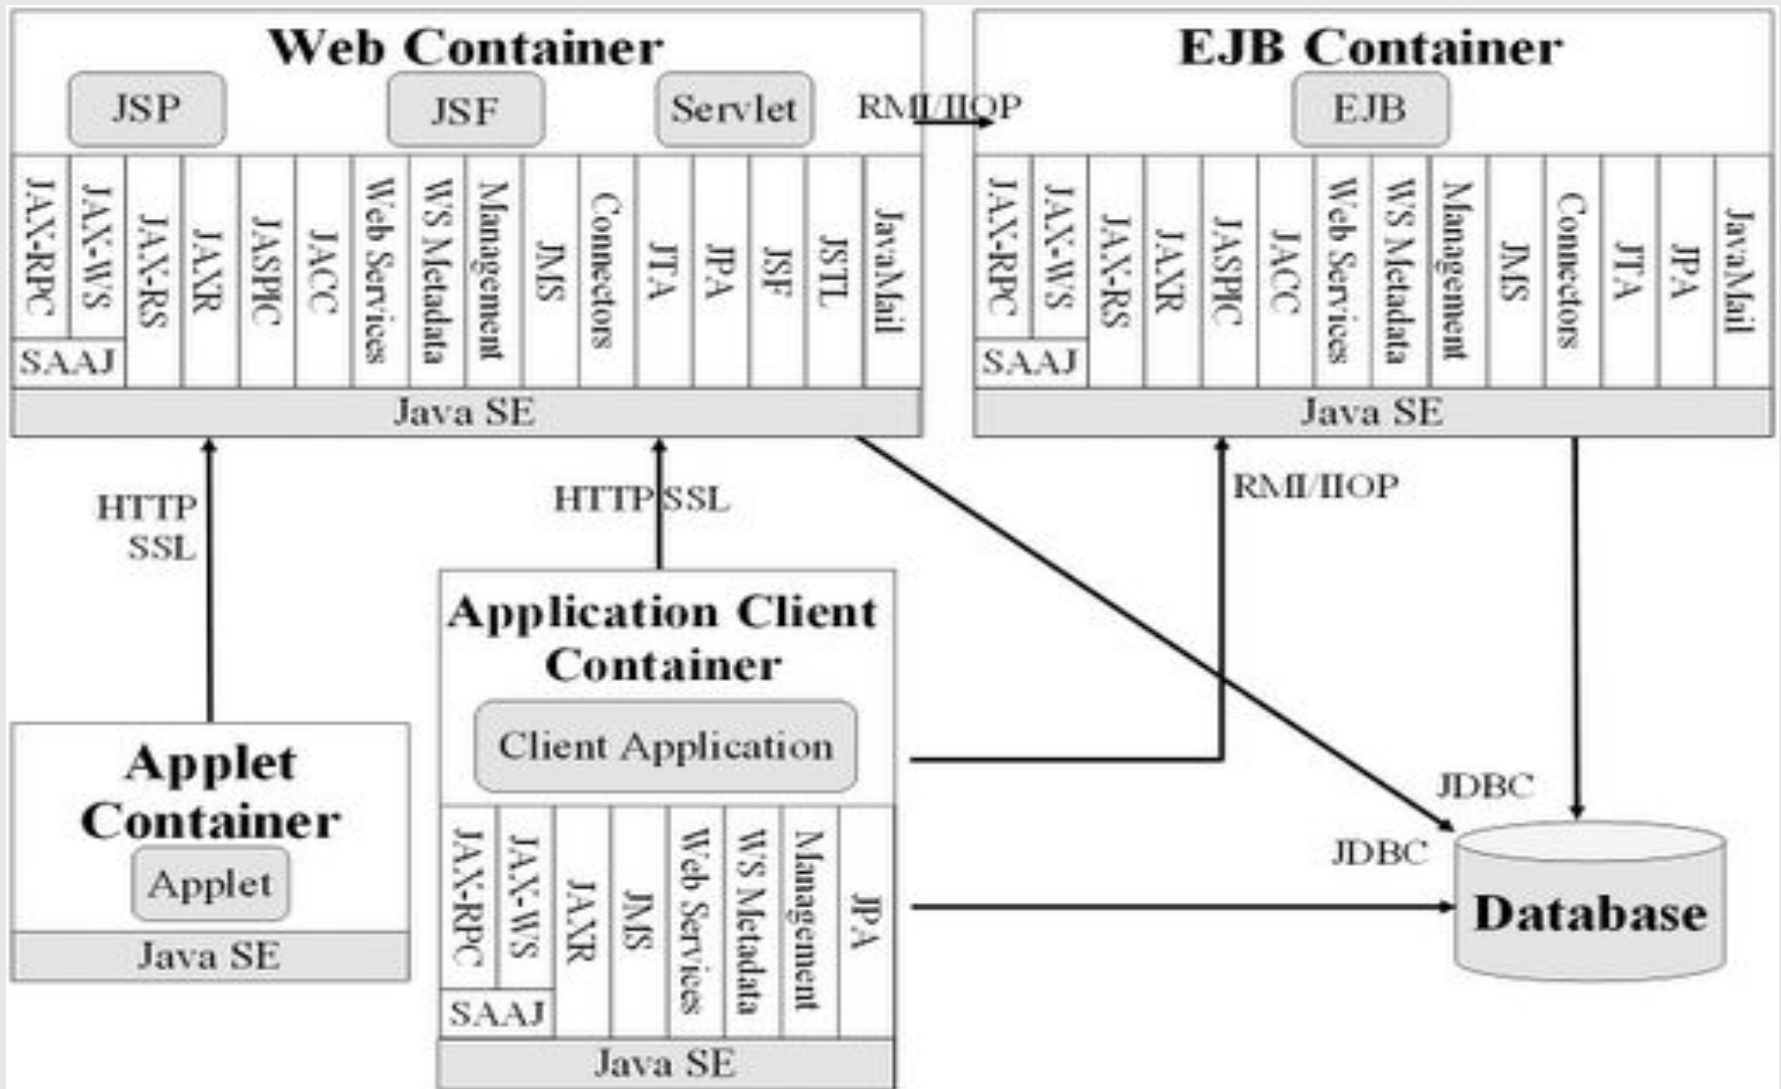 Web Container
JSP
JSF
Servlet
JAX-RPC
JAX-WS
SAAJ
JAX-RS
JAXR
JASPIC
JACC
Web Services
WS Metadata
Management
JMS
Connectors
JTA
JPA
JSF
JSTL
JavaMail
Java SE
RMI/IIOP
EJB Container
EJB
JAX-RPC
JAX-WS
SAAJ
JAX-RS
JAXR
JASPIC
JACC
Web Services
WS Metadata
Management
JMS
Connectors
JTA
JPA
JavaMail
Java SE
HTTP
SSL
HTTP SSL
RMI/IIOP
Application Client
Container
Client Application
JAX-RPC
JAX-WS
SAAJ
JAXR
JMS
Web Services
WS Metadata
Management
JPA
Java SE
Applet
Container
Applet
Java SE
JDBC
JDBC
Database